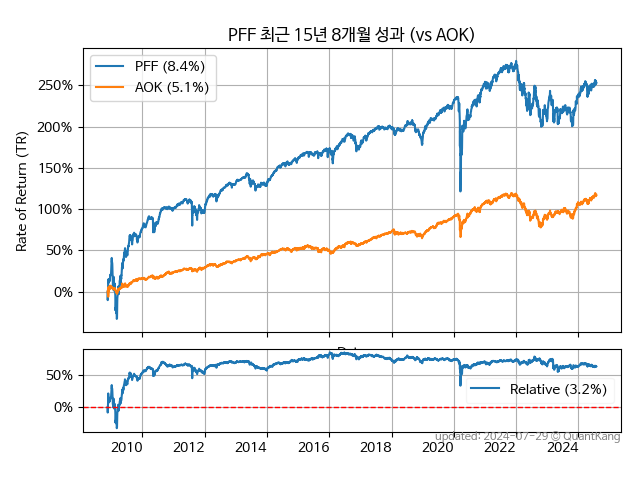 PFF 최근 15년 8개월 성과 (vs AOK)
PFF (8.4%)
AOK (5.1%)
Rate of Return (TR)
250%
200%
150%
100%
50%
0%
50%
0%
Relative (3.2%)
updated: 2024-07-29 © QuantKang
2010 2012 2014 2016 2018 2020 2022 2024